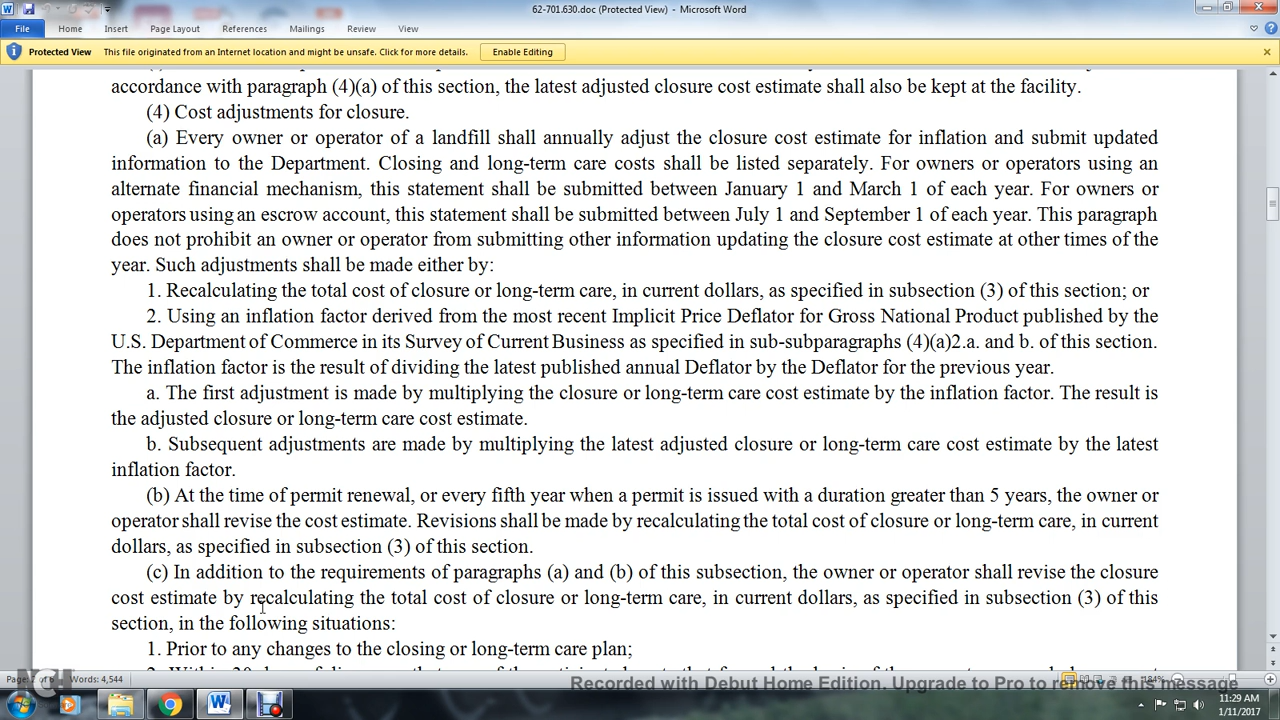 62-701.630.doc (Protected View) - Microsoft Word
File Home Insert Page Layout References Mailings Review View
Protected View This file originated from an Internet location and might be unsafe. Click for more details. Enable Editing
accordance with paragraph (4)(a) of this section, the latest adjusted closure cost estimate shall also be kept at the facility.
(4) Cost adjustments for closure.
(a) Every owner or operator of a landfill shall annually adjust the closure cost estimate for inflation and submit updated
information to the Department. Closing and long-term care costs shall be listed separately. For owners or operators using an
alternate financial mechanism, this statement shall be submitted between January 1 and March 1 of each year. For owners or
operators using an escrow account, this statement shall be submitted between July 1 and September 1 of each year. This paragraph
does not prohibit an owner or operator from submitting other information updating the closure cost estimate at other times of the
year. Such adjustments shall be made either by:
1. Recalculating the total cost of closure or long-term care, in current dollars, as specified in subsection (3) of this section; or
2. Using an inflation factor derived from the most recent Implicit Price Deflator for Gross National Product published by the
U.S. Department of Commerce in its Survey of Current Business as specified in sub-subparagraphs (4)(a)2.a. and b. of this section.
The inflation factor is the result of dividing the latest published annual Deflator by the Deflator for the previous year.
a. The first adjustment is made by multiplying the closure or long-term care cost estimate by the inflation factor. The result is
the adjusted closure or long-term care cost estimate.
b. Subsequent adjustments are made by multiplying the latest adjusted closure or long-term care cost estimate by the latest
inflation factor.
(b) At the time of permit renewal, or every fifth year when a permit is issued with a duration greater than 5 years, the owner or
operator shall revise the cost estimate. Revisions shall be made by recalculating the total cost of closure or long-term care, in current
dollars, as specified in subsection (3) of this section.
(c) In addition to the requirements of paragraphs (a) and (b) of this subsection, the owner or operator shall revise the closure
cost estimate by recalculating the total cost of closure or long-term care, in current dollars, as specified in subsection (3) of this
section, in the following situations:
1. Prior to any changes to the closing or long-term care plan;
Page: 2 of 6 Words: 4,544 184%
Recorded with Debut Home Edition. Upgrade to Pro to remove this message
NCH
11:29 AM
1/11/2017